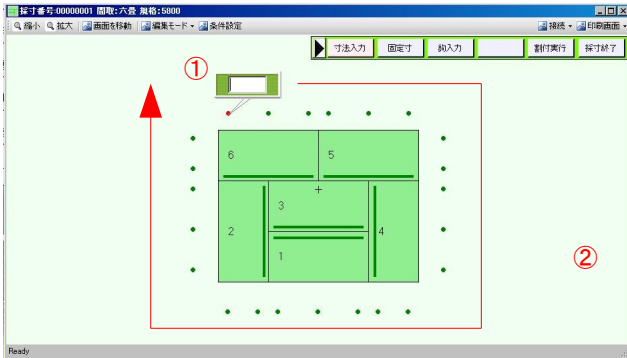 採寸番号:00000001 間取:六畳 規格:5800
縮小 拡大 画面を移動 編集モード 条件設定 接続 印刷画面
寸法入力 固定寸 鉤入力 割付実行 採寸終了
①
6 5
3
2 4
1
②
Ready